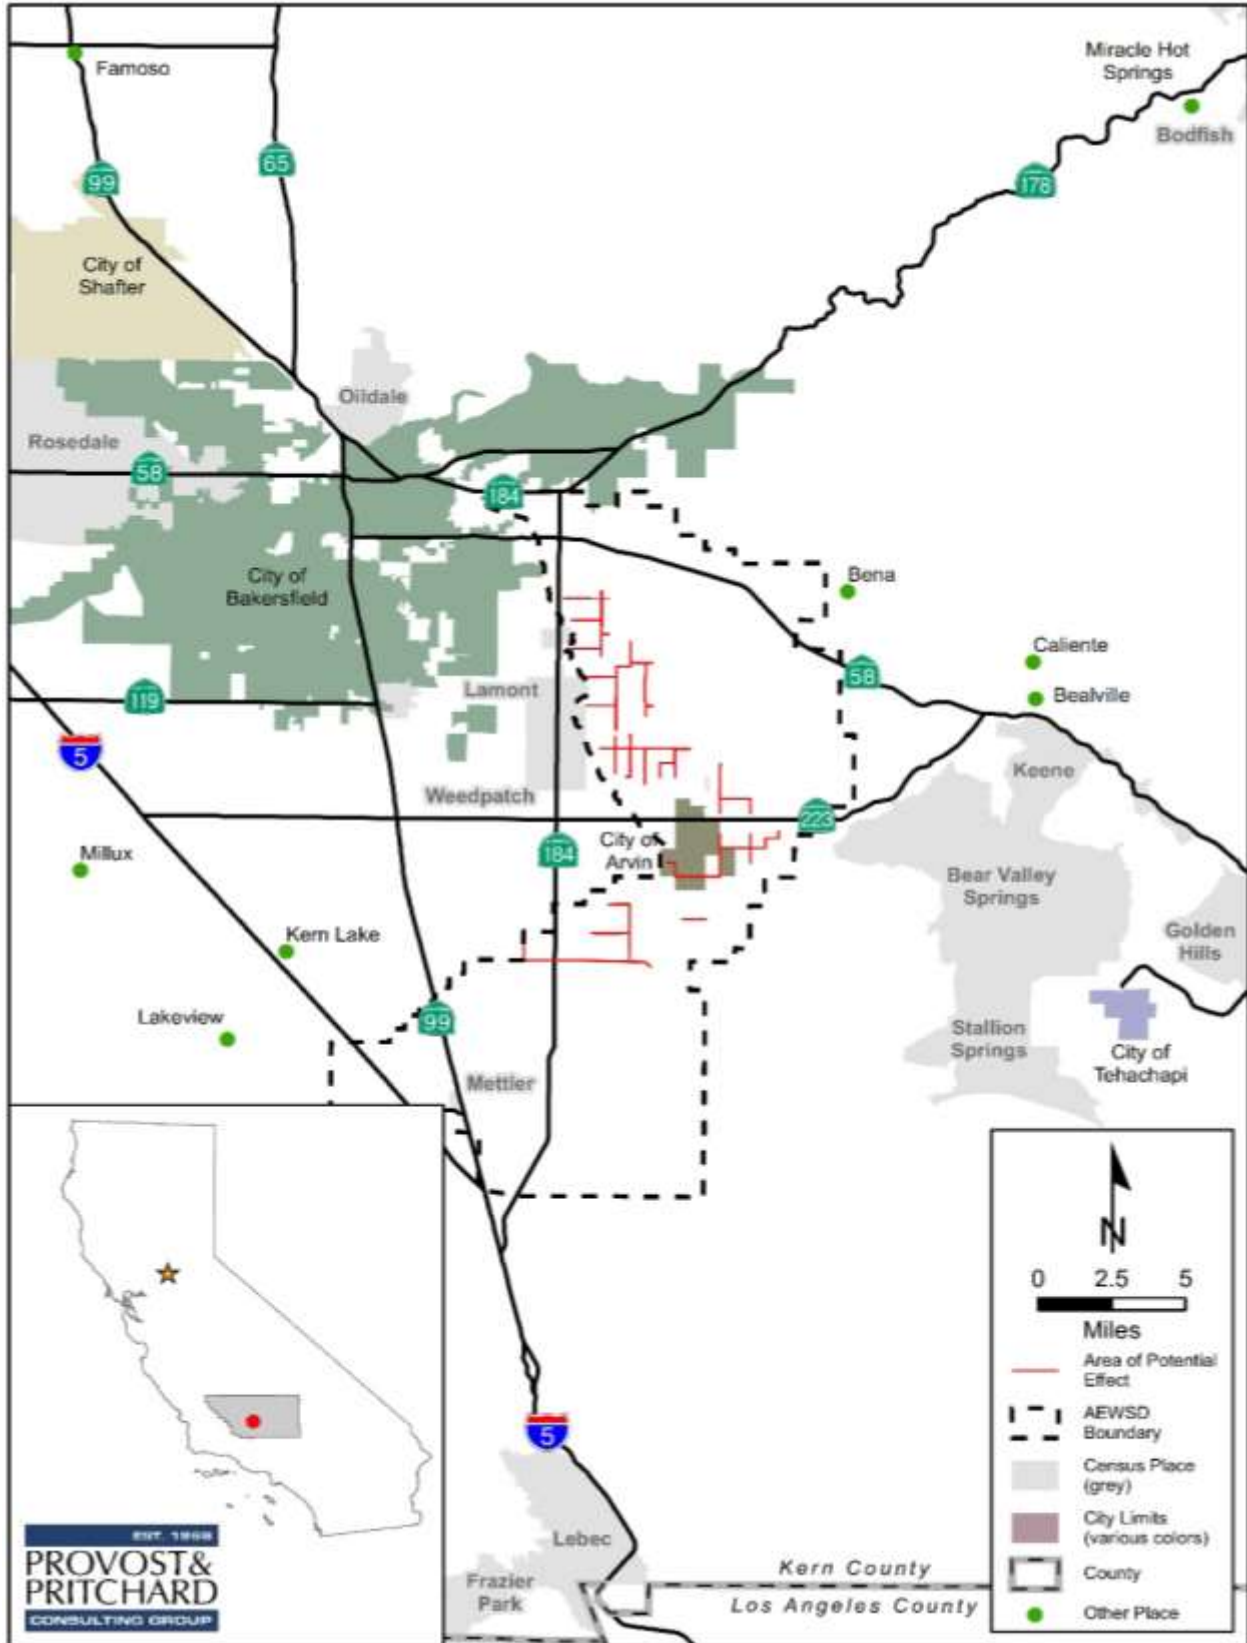 Famoso
Miracle Hot
Springs
Bodfish
99
65
178
City of
Shafter
Oildale
Rosedale
58
184
City of
Bakersfield
Bena
Caliente
58
Bealville
Lamont
119
5
Keene
Weedpatch
223
City of
Arvin
184
Millux
Bear Valley
Springs
Golden
Hills
Kern Lake
99
Lakeview
Stallion
Springs
City of
Tehachapi
Mettler
N
0 2.5 5
Miles
Area of Potential
Effect
AEWSD
Boundary
Census Place
(grey)
City Limits
(various colors)
County
Other Place
5
Lebec
Frazier
Park
Kern County
Los Angeles County
EST. 1968
PROVOST&
PRITCHARD
CONSULTING GROUP